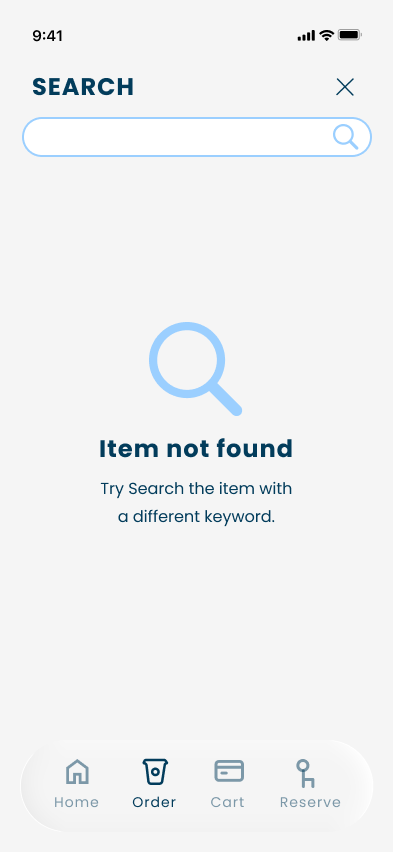 9:41
SEARCH
Item not found
Try Search the item with
a different keyword.
Home Order Cart Reserve